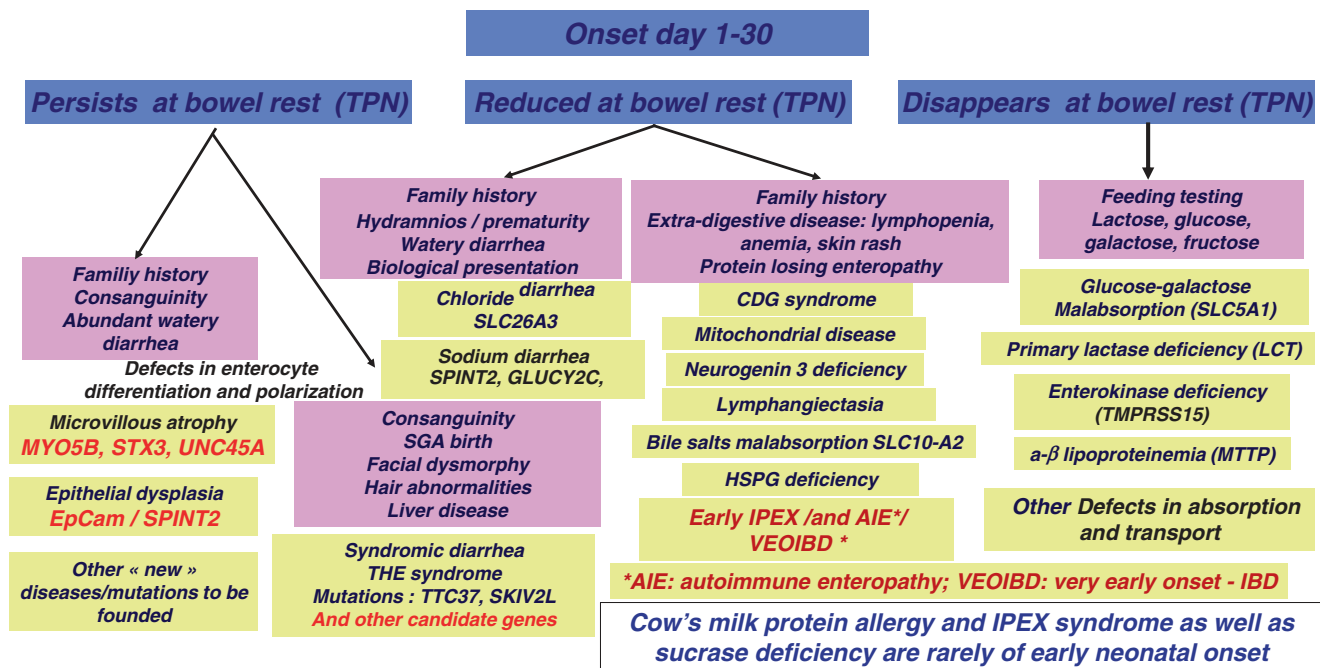 Onset day 1-30
Persists at bowel rest (TPN)
Reduced at bowel rest (TPN)
Disappears at bowel rest (TPN)
Familiy history
Consanguinity
Abundant watery
diarrhea
Defects in enterocyte
differentiation and polarization
Microvillous atrophy
MYO5B, STX3, UNC45A
Epithelial dysplasia
EpCam / SPINT2
Other « new »
diseases/mutations to be
founded
Family history
Hydramnios / prematurity
Watery diarrhea
Biological presentation
Chloride diarrhea
SLC26A3
Sodium diarrhea
SPINT2, GLUCY2C,
Consanguinity
SGA birth
Facial dysmorphy
Hair abnormalities
Liver disease
Syndromic diarrhea
THE syndrome
Mutations : TTC37, SKIV2L
And other candidate genes
Family history
Extra-digestive disease: lymphopenia,
anemia, skin rash
Protein losing enteropathy
CDG syndrome
Mitochondrial disease
Neurogenin 3 deficiency
Lymphangiectasia
Bile salts malabsorption SLC10-A2
HSPG deficiency
Early IPEX /and AIE*/
VEOIBD *
Feeding testing
Lactose, glucose,
galactose, fructose
Glucose-galactose
Malabsorption (SLC5A1)
Primary lactase deficiency (LCT)
Enterokinase deficiency
(TMPRSS15)
a-β lipoproteinemia (MTTP)
Other Defects in absorption
and transport
*AIE: autoimmune enteropathy; VEOIBD: very early onset - IBD
Cow's milk protein allergy and IPEX syndrome as well as
sucrase deficiency are rarely of early neonatal onset